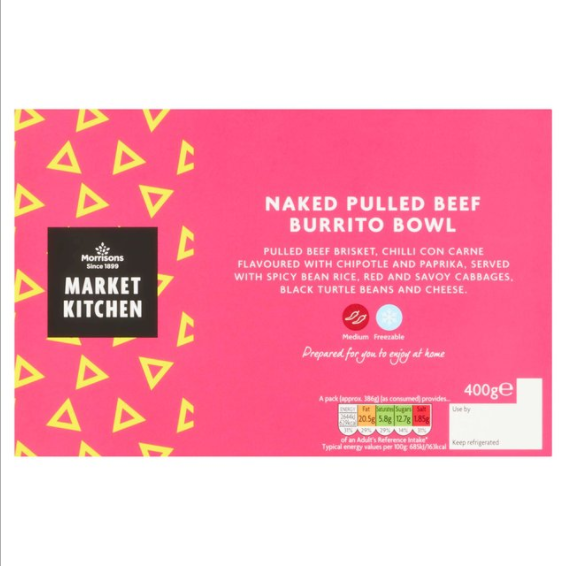 NAKED PULLED BEEF
BURRITO BOWL
PULLED BEEF BRISKET, CHILLI CON CARNE
FLAVOURED WITH CHIPOTLE AND PAPRIKA, SERVED
WITH SPICY BEAN RICE, RED AND SAVOY CABBAGES,
BLACK TURTLE BEANS AND CHEESE.
Morrisons
Since 1899
MARKET
KITCHEN
Medium Freezable
Prepared for you to enjoy at home
400g℮
A pack (approx. 386g) (as consumed) provides...
ENERGY Fat Saturates Sugars Salt
20.5g 5.8g 12.7g 1.85g
Use by
of an Adult's Reference Intake*
Typical energy values per 100g: 685kJ/163kcal
Keep refrigerated